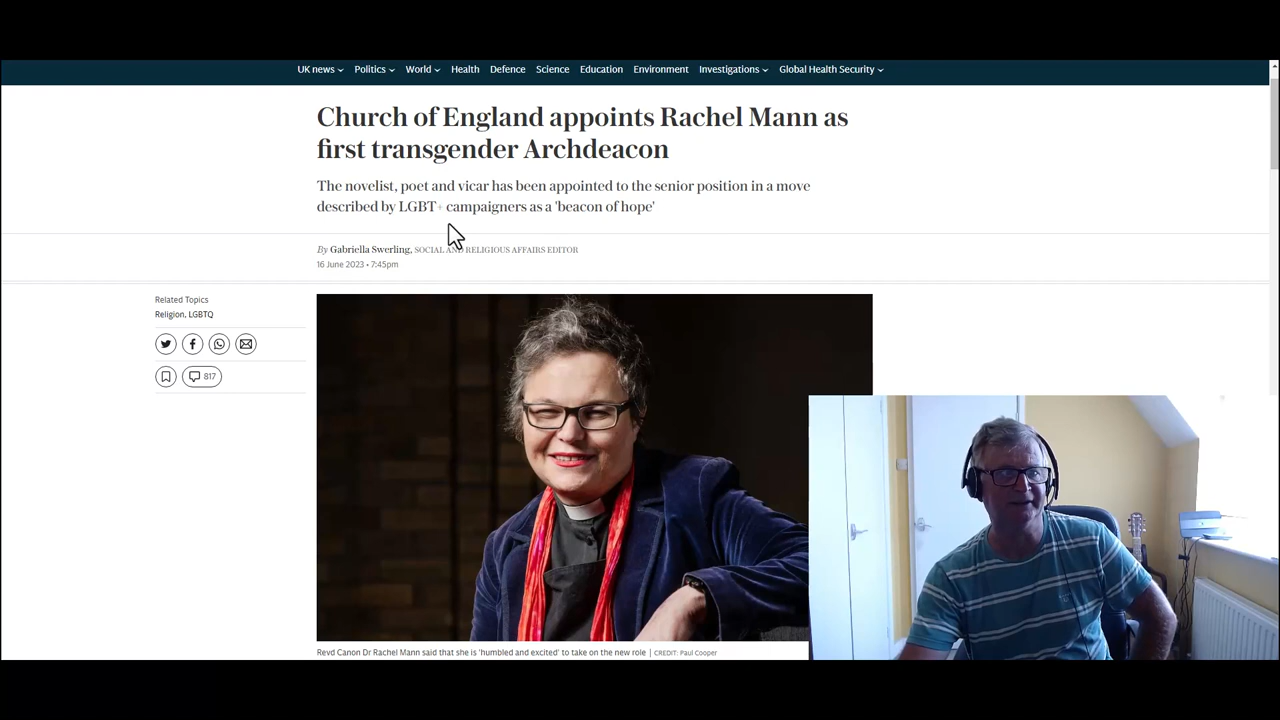 UK news Politics World Health Defence Science Education Environment Investigations Global Health Security
Church of England appoints Rachel Mann as
first transgender Archdeacon
The novelist, poet and vicar has been appointed to the senior position in a move
described by LGBT+ campaigners as a 'beacon of hope'
By Gabriella Swerling, SOCIAL AND RELIGIOUS AFFAIRS EDITOR
16 June 2023 • 7:45pm
Related Topics
Religion, LGBTQ
817
Revd Canon Dr Rachel Mann said that she is 'humbled and excited' to take on the new role | CREDIT: Paul Cooper